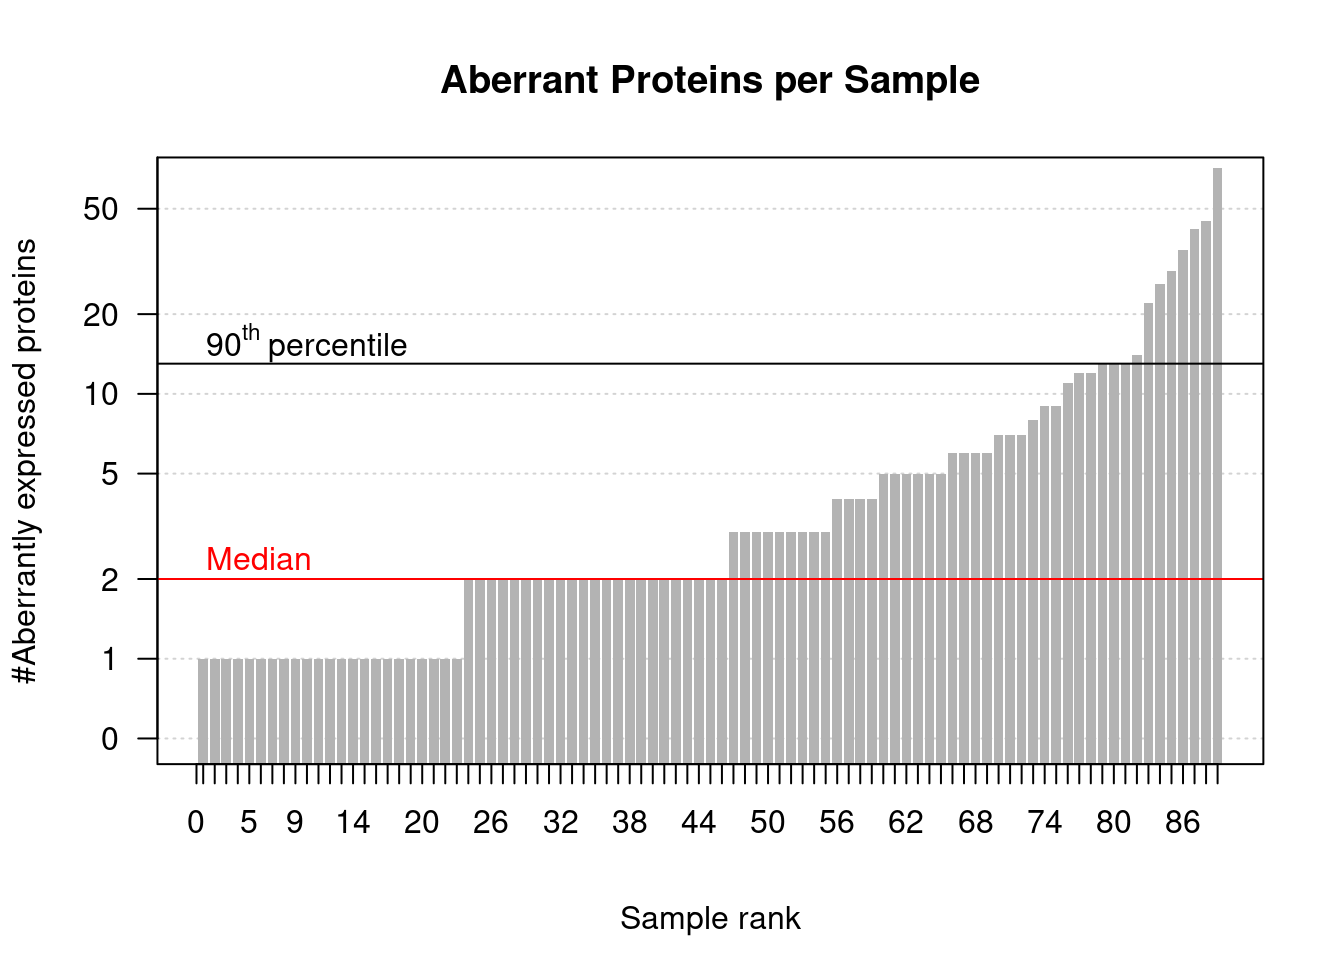 Aberrant Proteins per Sample
#Aberrantly expressed proteins
50
20
10
5
2
1
0
90th percentile
Median
0 5 9 14 20 26 32 38 44 50 56 62 68 74 80 86
Sample rank